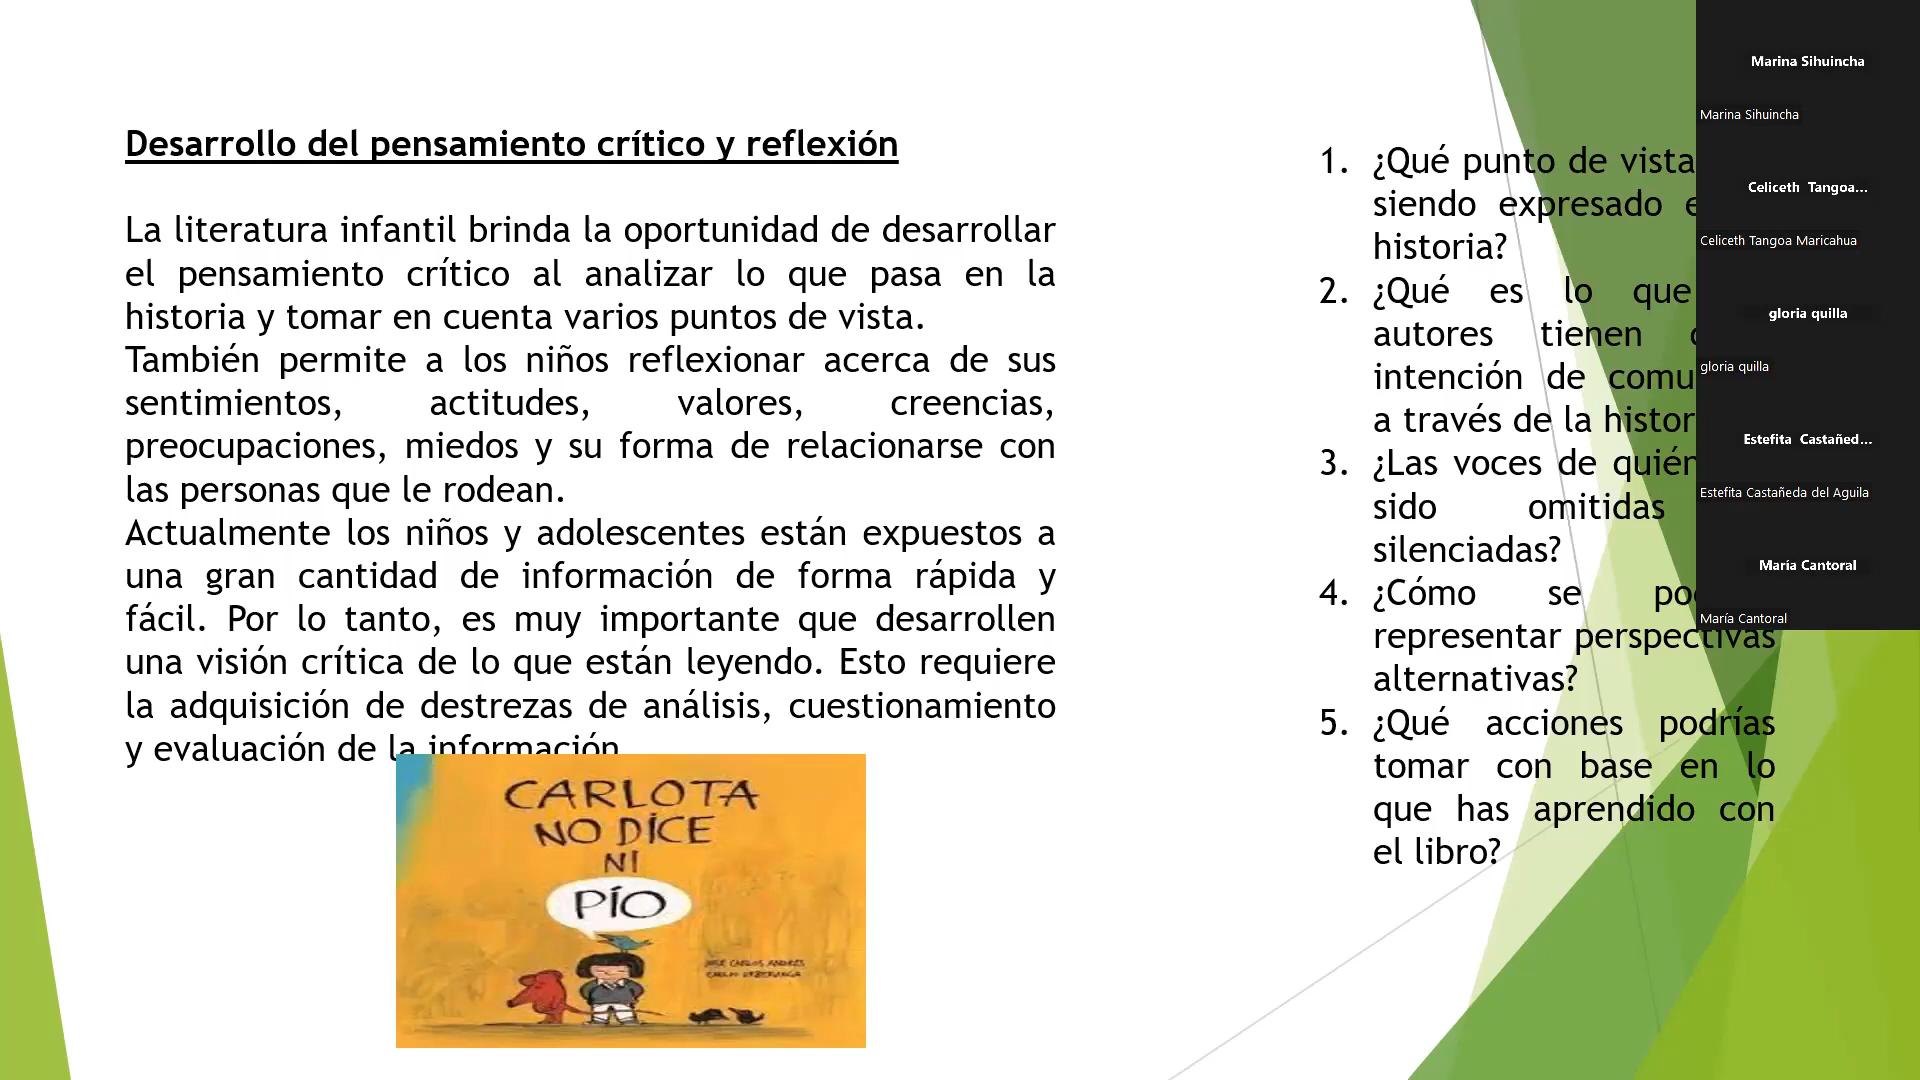 Desarrollo del pensamiento crítico y reflexión
La literatura infantil brinda la oportunidad de desarrollar
el pensamiento crítico al analizar lo que pasa en la
historia y tomar en cuenta varios puntos de vista.
También permite a los niños reflexionar acerca de sus
sentimientos, actitudes, valores, creencias,
preocupaciones, miedos y su forma de relacionarse con
las personas que le rodean.
Actualmente los niños y adolescentes están expuestos a
una gran cantidad de información de forma rápida y
fácil. Por lo tanto, es muy importante que desarrollen
una visión crítica de lo que están leyendo. Esto requiere
la adquisición de destrezas de análisis, cuestionamiento
y evaluación de la información
CARLOTA
NO DICE
NI
PÍO
JOSÉ CARLOS ANDRÉS
1. ¿Qué punto de vista
siendo expresado
historia?
2. ¿Qué es lo que
autores tienen
intención de
a través de la
3. ¿Las voces de
sido omitidas
silenciadas?
4. ¿Cómo se
representar perspectivas
alternativas?
5. ¿Qué acciones podrías
tomar con base en lo
que has aprendido con
el libro?
Marina Sihuincha
Marina Sihuincha
Celiceth Tangoa...
Celiceth Tangoa Maricahua
gloria quilla
gloria quilla
Estefita Castañed...
Estefita Castañeda del Aguila
María Cantoral
María Cantoral